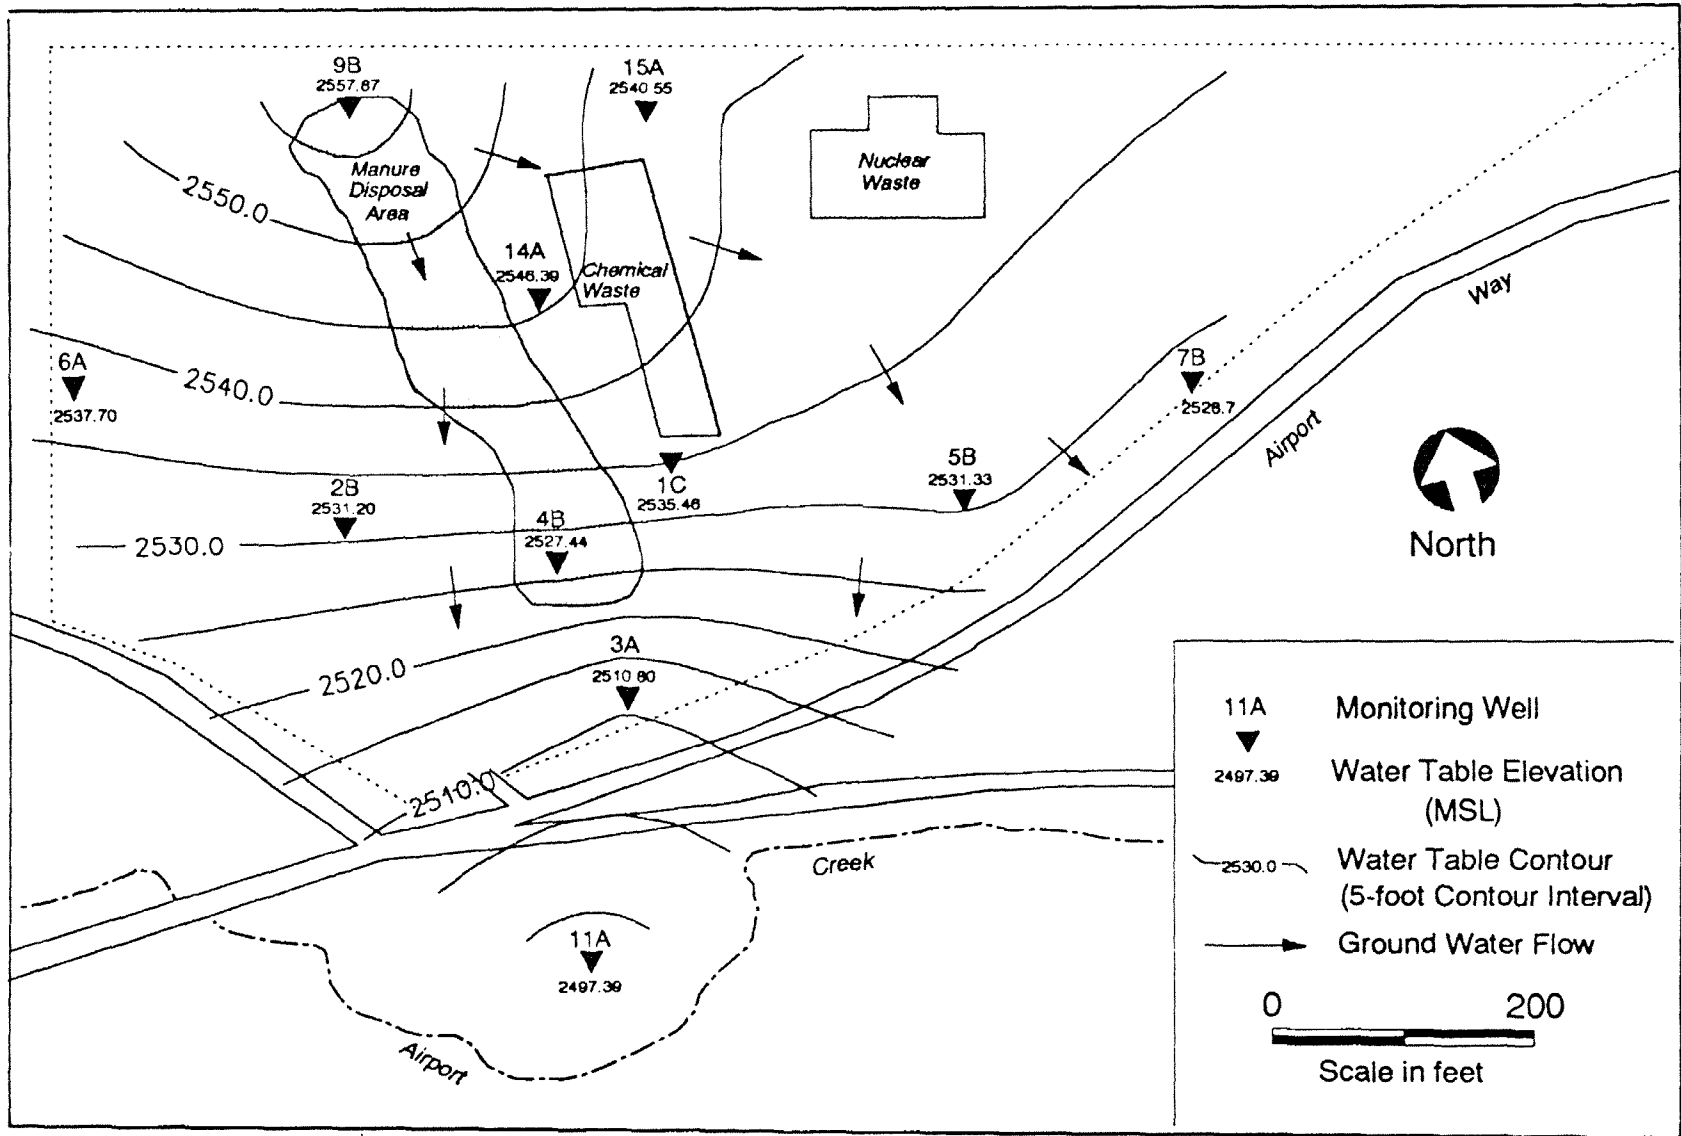 9B
2557.87
15A
2540 55
Manure
Disposal
Area
Nuclear
Waste
2550.0
14A
2546.39
Chemical
Waste
Way
6A
2537.70
2540.0
7B
2528.7
Airport
2B
2531.20
1C
2535.46
5B
2531.33
4B
2527.44
2530.0
North
2520.0
3A
2510 80
2510.0
11A
2497.39
Monitoring Well
Water Table Elevation
(MSL)
2530.0
Water Table Contour
(5-foot Contour Interval)
Ground Water Flow
Creek
11A
2497.39
Airport
0 200
Scale in feet